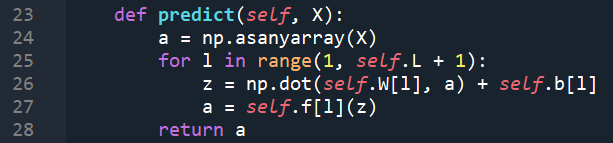 23 def predict(self, X):
24 a = np.asanyarray(X)
25 for l in range(1, self.L + 1):
26 z = np.dot(self.W[l], a) + self.b[l]
27 a = self.f[l](z)
28 return a